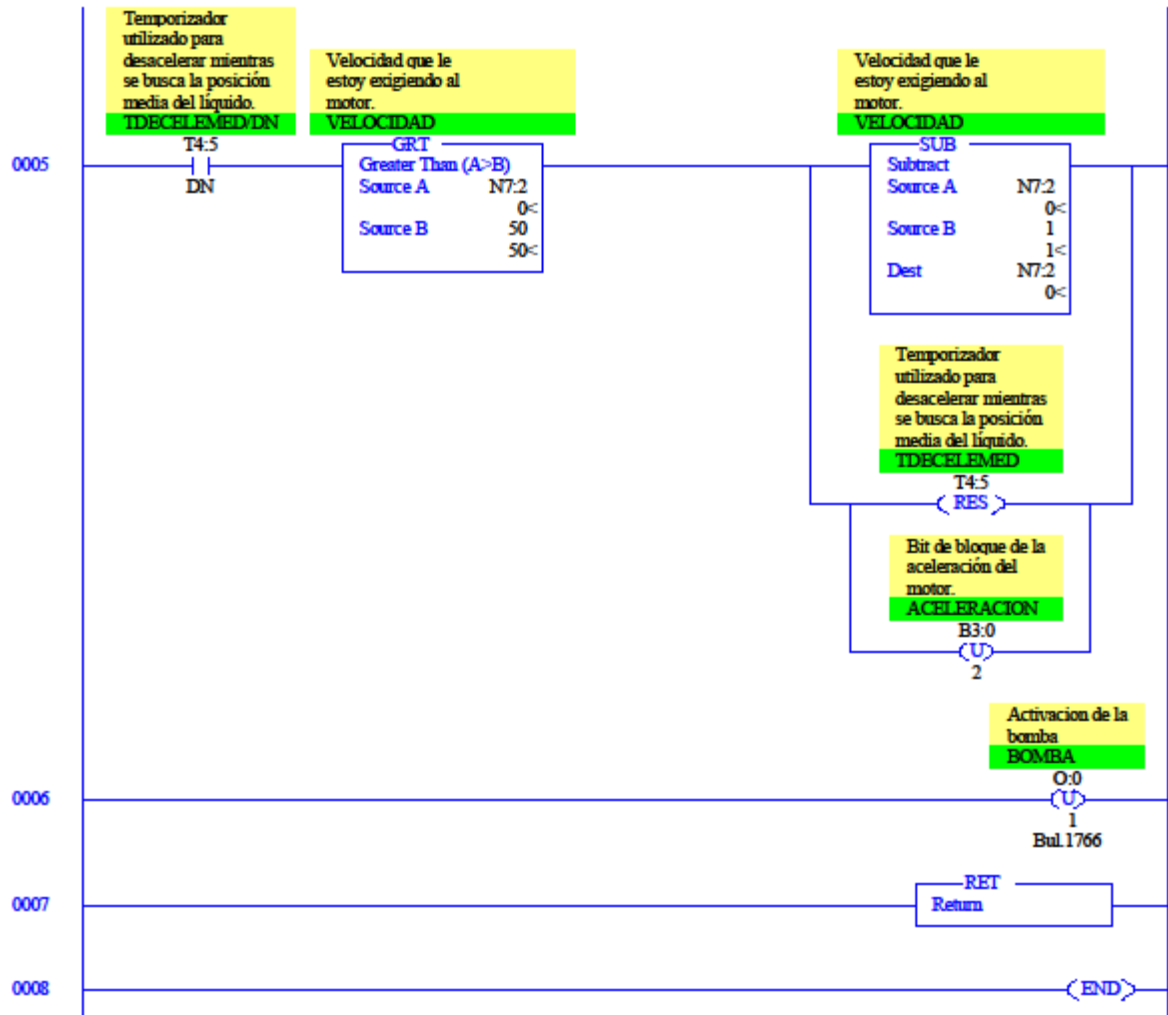 Temporizador
utilizado para
desacelerar mientras
se busca la posición
media del líquido.
TDECELEMED/DN
T4:5
DN
Velocidad que le
estoy exigiendo al
motor.
VELOCIDAD
GRT
Greater Than (A>B)
Source A N7:2
0<
Source B 50
50<
Velocidad que le
estoy exigiendo al
motor.
VELOCIDAD
SUB
Subtract
Source A N7:2
0<
Source B 1
1<
Dest N7:2
0<
0005
Temporizador
utilizado para
desacelerar mientras
se busca la posición
media del líquido.
TDECELEMED
T4:5
RES
Bit de bloque de la
aceleración del
motor.
ACELERACION
B3:0
U
2
Activacion de la
bomba
BOMBA
O:0
0006
U
1
Bul.1766
RET
0007
Return
0008
END